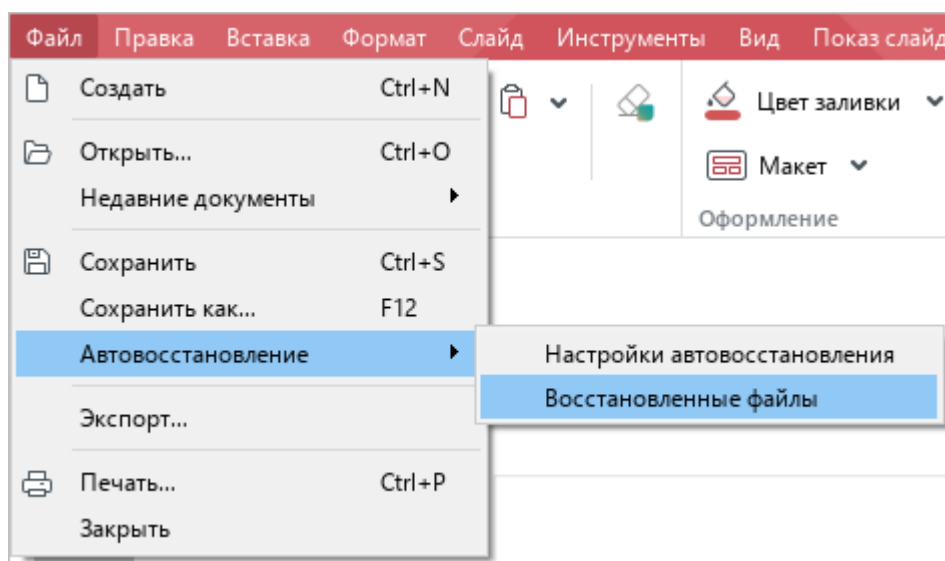 Файл Правка Вставка Формат Слайд Инструменты Вид Показ слайд
Создать Ctrl+N
Цвет заливки
Открыть... Ctrl+O
Макет
Недавние документы
Оформление
Сохранить Ctrl+S
Сохранить как... F12
Автовосстановление
Настройки автовосстановления
Восстановленные файлы
Экспорт...
Печать... Ctrl+P
Закрыть